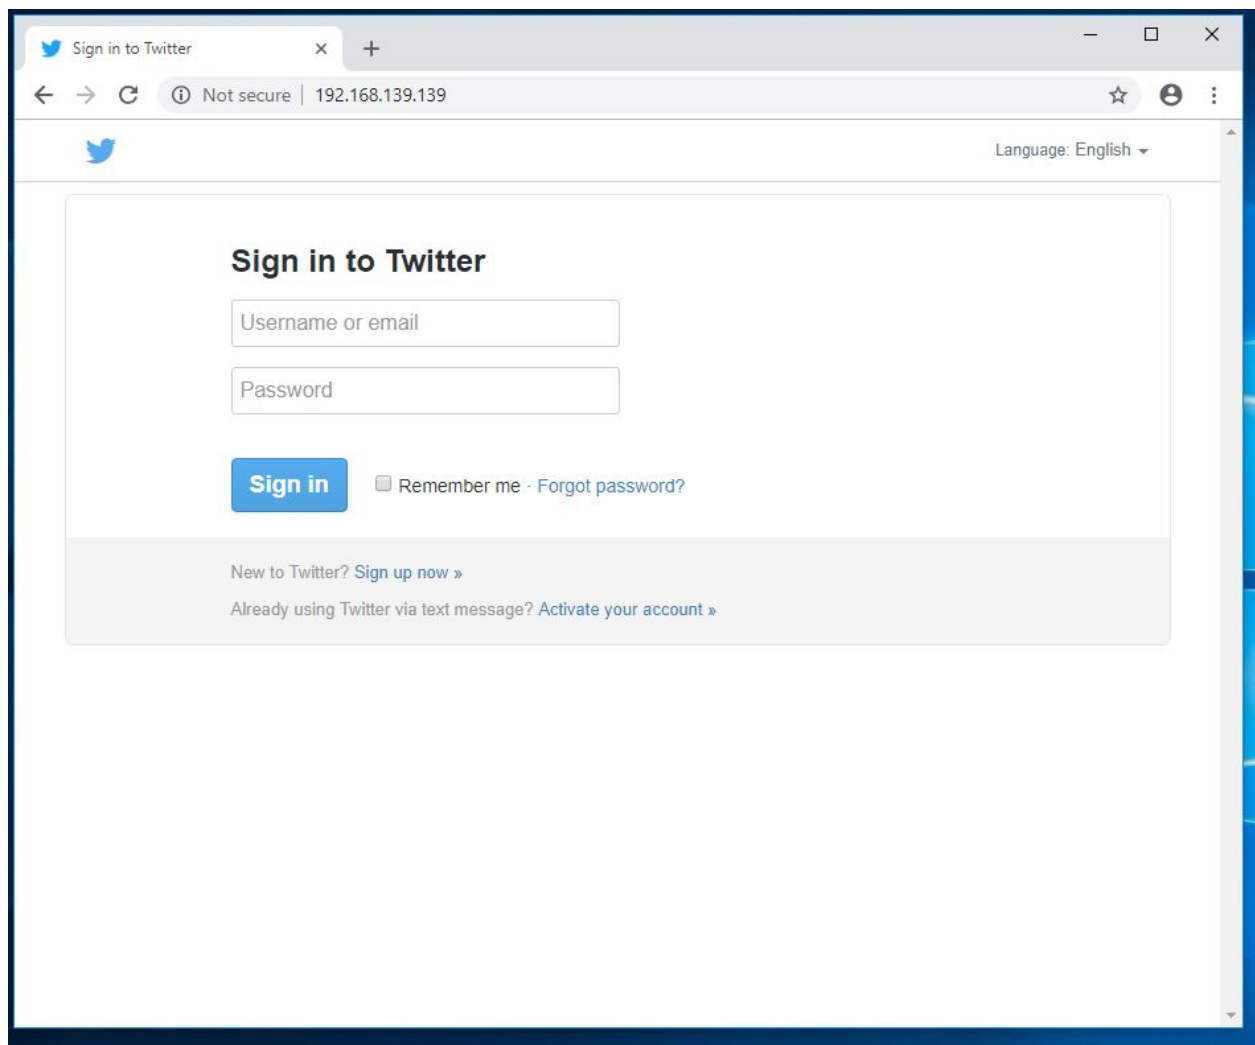 Sign in to Twitter
Not secure | 192.168.139.139
Language: English
Sign in to Twitter
Username or email
Password
Sign in Remember me · Forgot password?
New to Twitter? Sign up now »
Already using Twitter via text message? Activate your account »